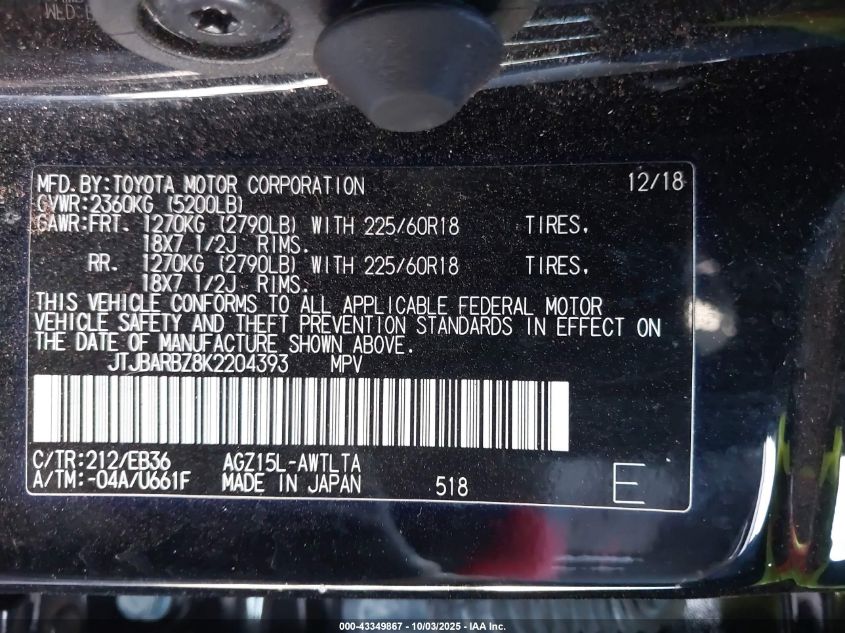 MFD.BY:TOYOTA MOTOR CORPORATION 12/18
GVWR:2360KG (5200LB)
GAWR:FRT. 1270KG (2790LB) WITH 225/60R18 TIRES.
18X7 1/2J RIMS.
RR. 1270KG (2790LB) WITH 225/60R18 TIRES.
18X7 1/2J RIMS.
THIS VEHICLE CONFORMS TO ALL APPLICABLE FEDERAL MOTOR
VEHICLE SAFETY AND THEFT PREVENTION STANDARDS IN EFFECT ON
THE DATE OF MANUFACTURE SHOWN ABOVE.
JTJBARBZ8K2204393 MPV
C/TR:212/EB36 AGZ15L-AWTLTA
A/TM:-04A/U661F MADE IN JAPAN 518 E
000-43349867 - 10/03/2025 - IAA Inc.